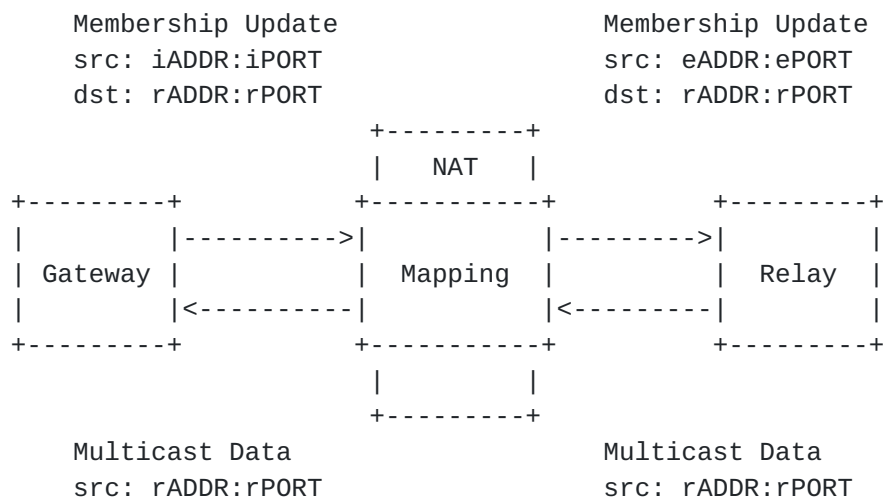 Membership Update                     Membership Update
    src: iADDR:iPORT                      src: eADDR:ePORT
    dst: rADDR:rPORT                      dst: rADDR:rPORT
                       +---------+
                       |   NAT   |
+---------+           +-----------+           +---------+
|         |---------->|           |--------->|         |
| Gateway |           |  Mapping  |           |  Relay  |
|         |<----------|           |<---------|         |
+---------+           +-----------+           +---------+
                       |         |
                       +---------+
    Multicast Data                        Multicast Data
    src: rADDR:rPORT                      src: rADDR:rPORT